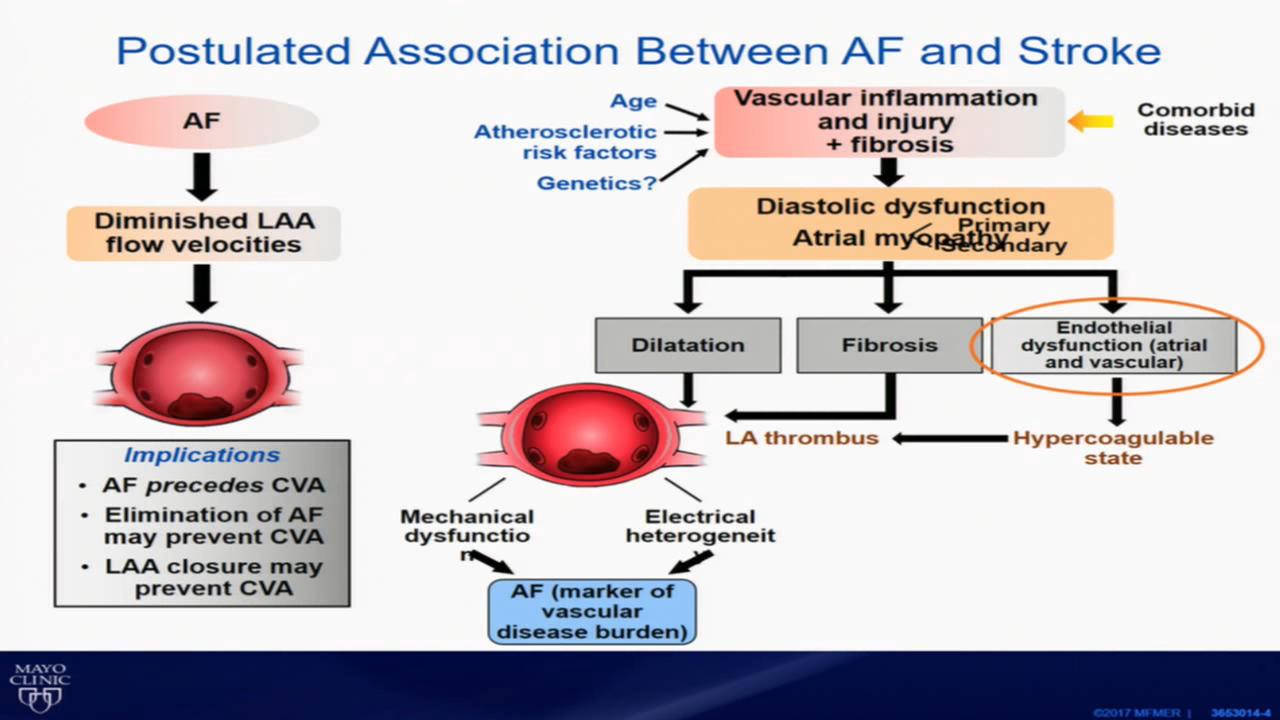 Postulated Association Between AF and Stroke
AF
Diminished LAA
flow velocities
Implications
• AF precedes CVA
• Elimination of AF
may prevent CVA
• LAA closure may
prevent CVA
Age
Atherosclerotic
risk factors
Genetics?
Vascular inflammation
and injury
+ fibrosis
Comorbid
diseases
Diastolic dysfunction
Atrial myopathy
Primary
Secondary
Dilatation
Fibrosis
Endothelial
dysfunction (atrial
and vascular)
LA thrombus
Hypercoagulable
state
Mechanical
dysfunctio
n
Electrical
heterogeneit
y
AF (marker of
vascular
disease burden)
MAYO
CLINIC
©2017 MFMER | 3653014-4